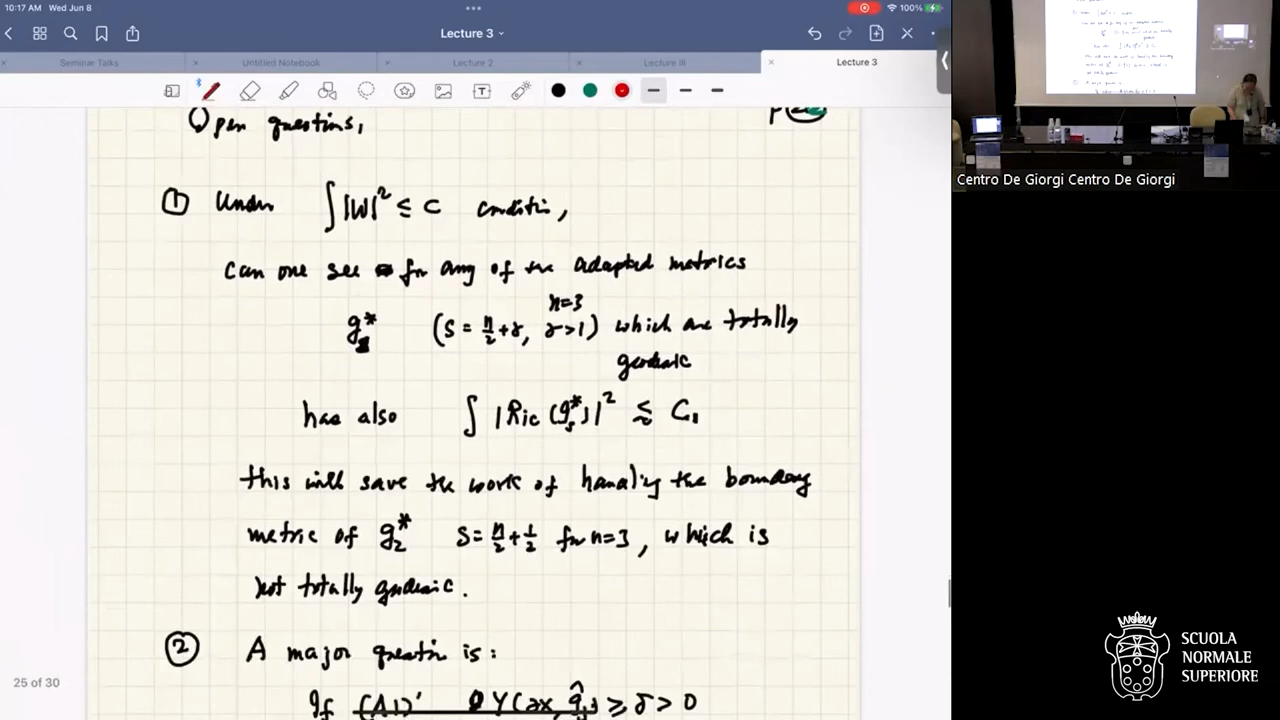 10:17 AM Wed Jun 8
100%
Lecture 3
Seminar Talks
Untitled Notebook
Lecture 2
Lecture III
Lecture 3
Open questions,
① Under ∫|W|² ≤ C condition,
can one see for any of the adapted metrics
n=3
g*_s (s = n/2 + γ, γ>1) which are totally
geodesic
has also ∫ |Ric (g*_s)|² ≲ C,
this will save the work of handling the boundary
metric of g*_2 s = n/2 + 1/2 for n=3, which is
not totally geodesic.
② A major question is:
If
25 of 30
Centro De Giorgi Centro De Giorgi
SCUOLA
NORMALE
SUPERIORE